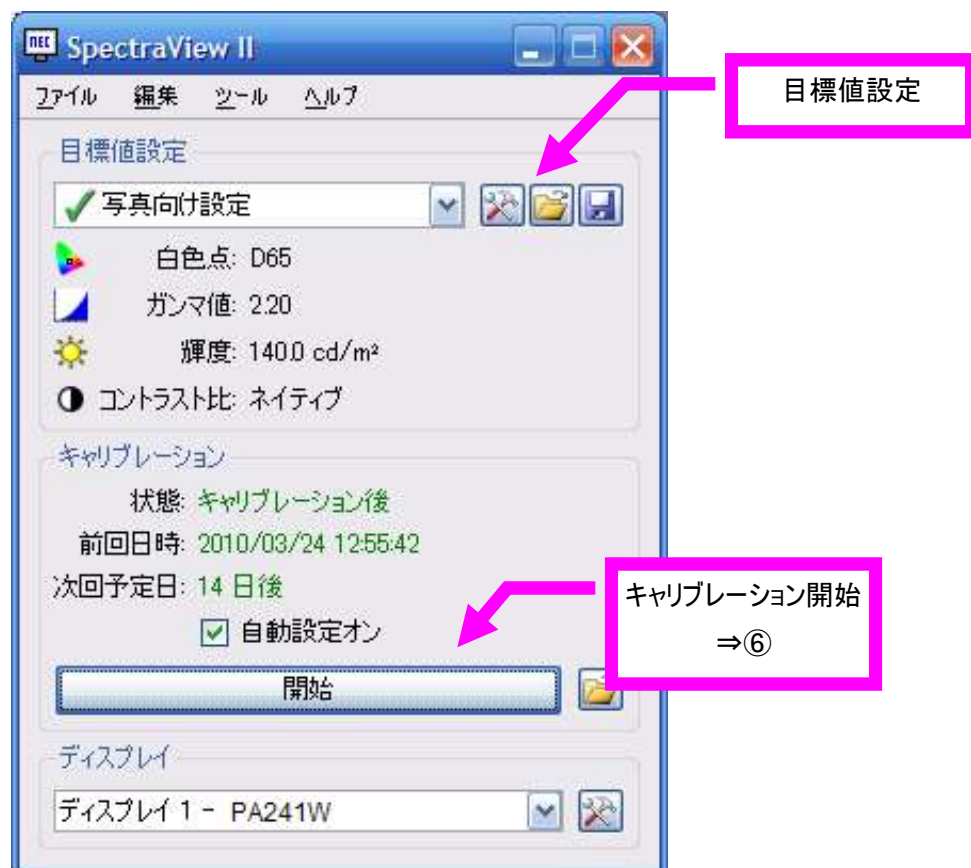 NEC SpectraView II
ファイル 編集 ツール ヘルプ
目標値設定
目標値設定
写真向け設定
白色点: D65
ガンマ値: 2.20
輝度: 140.0 cd/m²
コントラスト比: ネイティブ
キャリブレーション
状態: キャリブレーション後
前回日時: 2010/03/24 12:55:42
次回予定日: 14 日後
自動設定オン
キャリブレーション開始
⇒⑥
開始
ディスプレイ
ディスプレイ 1 - PA241W